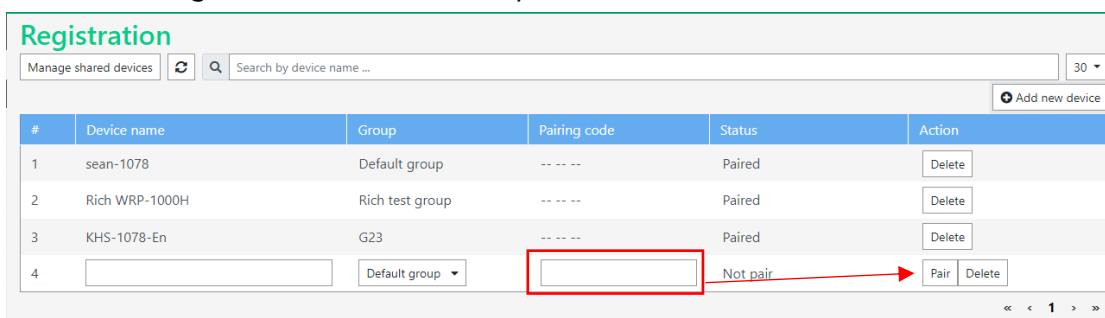 Registration
Manage shared devices Search by device name ... 30
Add new device
# Device name Group Pairing code Status Action
1 sean-1078 Default group -- -- -- Paired Delete
2 Rich WRP-1000H Rich test group -- -- -- Paired Delete
3 KHS-1078-En G23 -- -- -- Paired Delete
4 Default group Not pair Pair Delete
« ‹ 1 › »